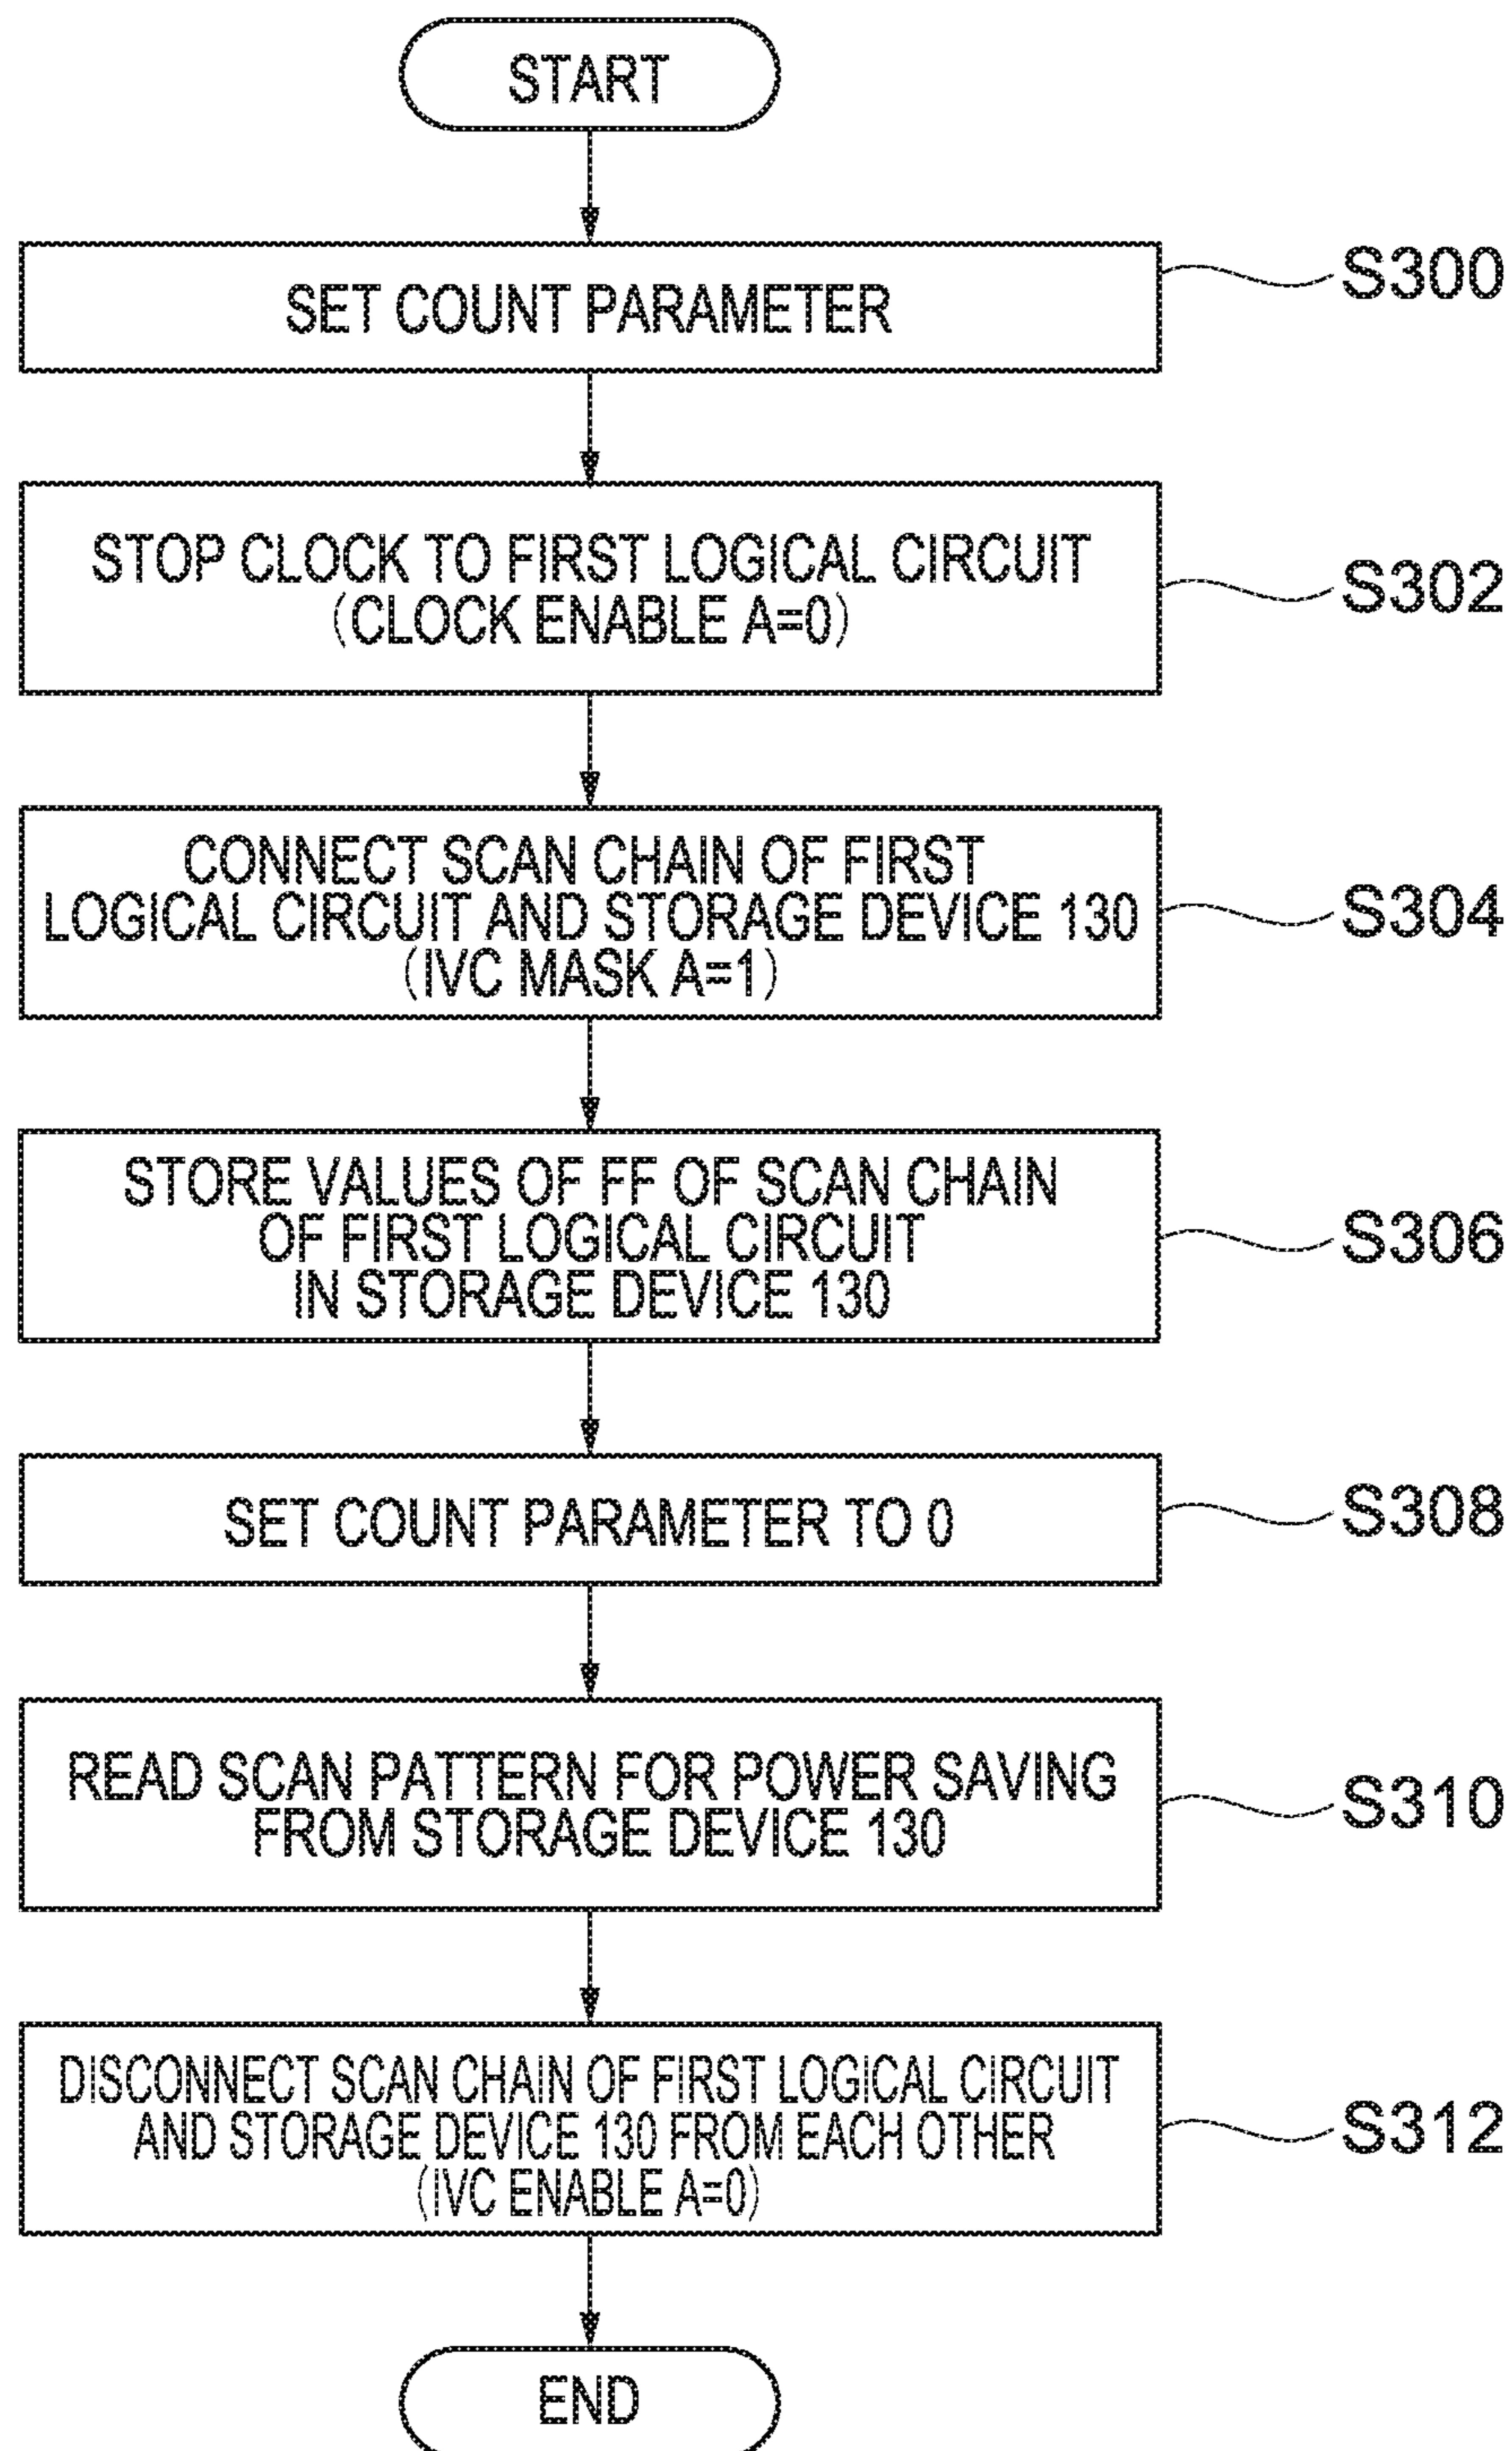 START
SET COUNT PARAMETER
S300
STOP CLOCK TO FIRST LOGICAL CIRCUIT
(CLOCK ENABLE A=0)
S302
CONNECT SCAN CHAIN OF FIRST
LOGICAL CIRCUIT AND STORAGE DEVICE 130
(IVC MASK A=1)
S304
STORE VALUES OF FF OF SCAN CHAIN
OF FIRST LOGICAL CIRCUIT
IN STORAGE DEVICE 130
S306
SET COUNT PARAMETER TO 0
S308
READ SCAN PATTERN FOR POWER SAVING
FROM STORAGE DEVICE 130
S310
DISCONNECT SCAN CHAIN OF FIRST LOGICAL CIRCUIT
AND STORAGE DEVICE 130 FROM EACH OTHER
(IVC ENABLE A=0)
S312
END